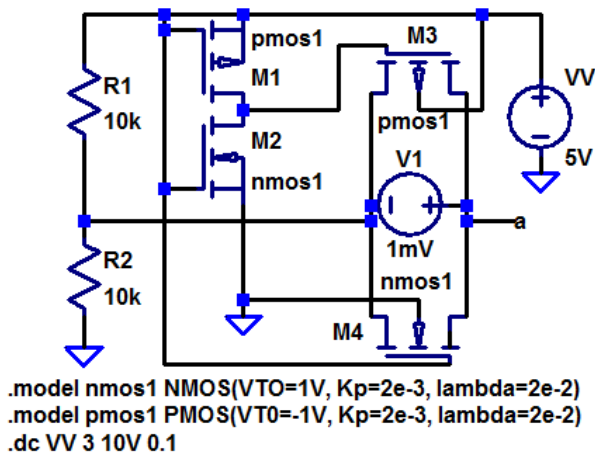 pmos1
M3
R1
10k
M1
VV
M2
pmos1
nmos1
V1
5V
a
1mV
R2
10k
nmos1
M4
.model nmos1 NMOS(VTO=1V, Kp=2e-3, lambda=2e-2)
.model pmos1 PMOS(VT0=-1V, Kp=2e-3, lambda=2e-2)
.dc VV 3 10V 0.1